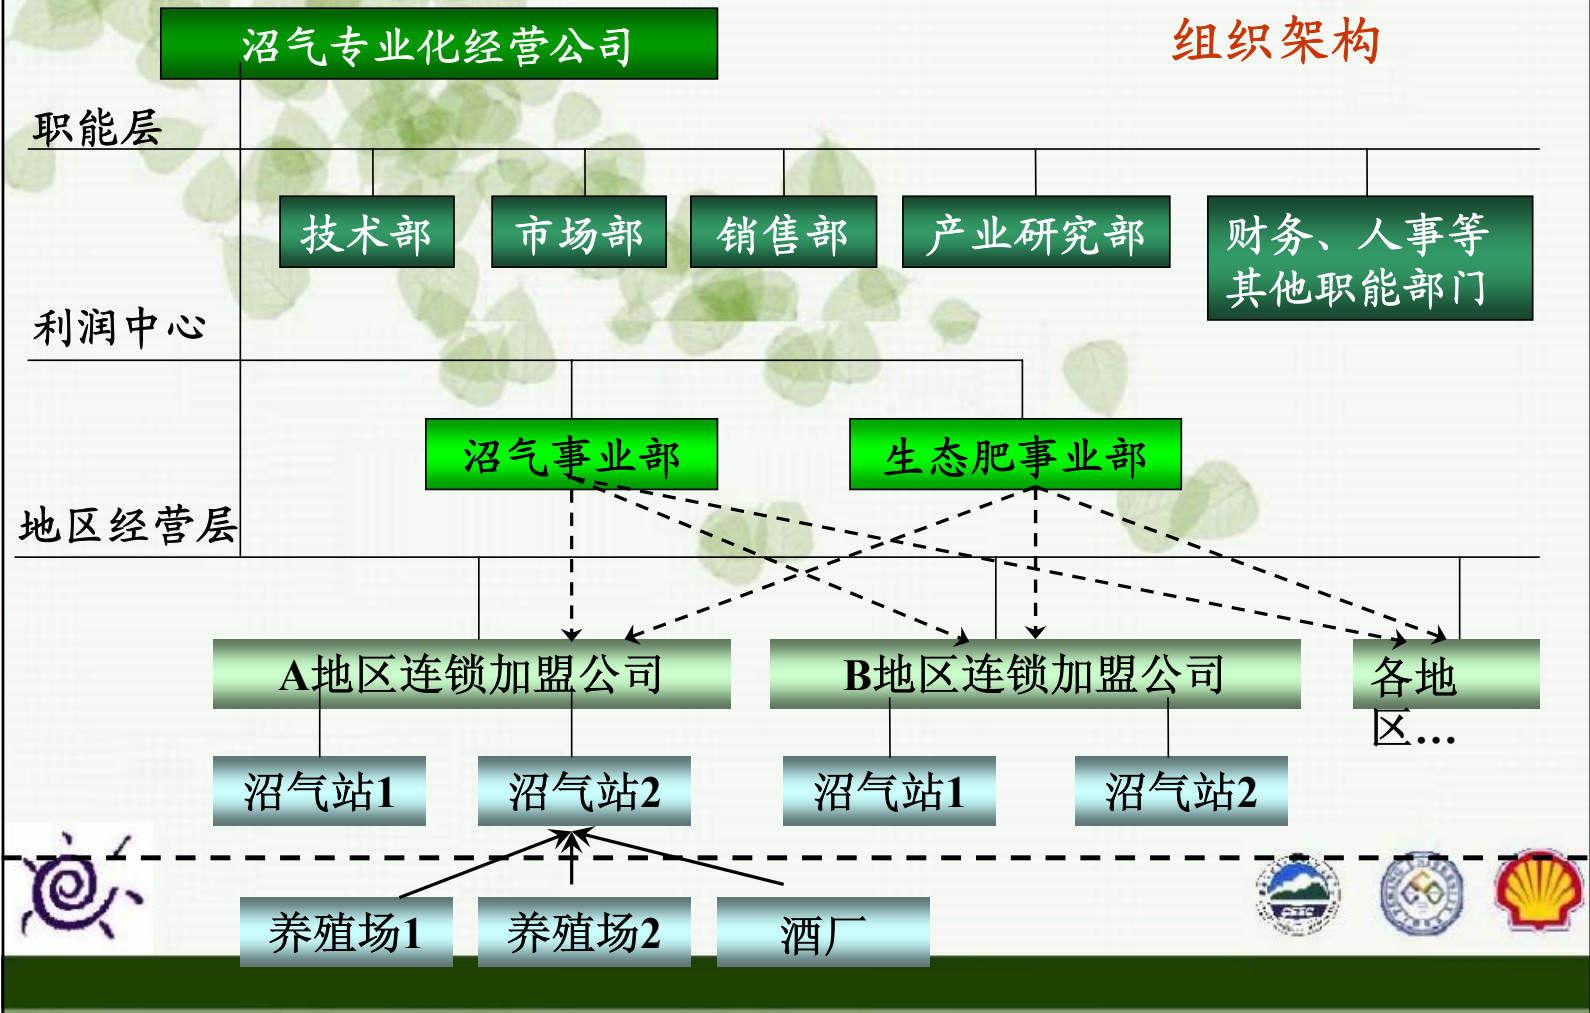 沼气专业化经营公司
组织架构
职能层
技术部
市场部
销售部
产业研究部
财务、人事等
其他职能部门
利润中心
沼气事业部
生态肥事业部
地区经营层
A地区连锁加盟公司
B地区连锁加盟公司
各地
区...
沼气站1
沼气站2
沼气站1
沼气站2
养殖场1
养殖场2
酒厂